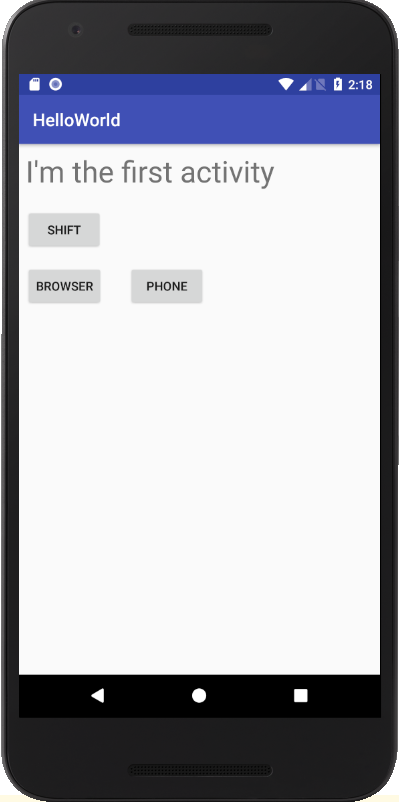 2:18
HelloWorld
I'm the first activity
SHIFT
BROWSER PHONE